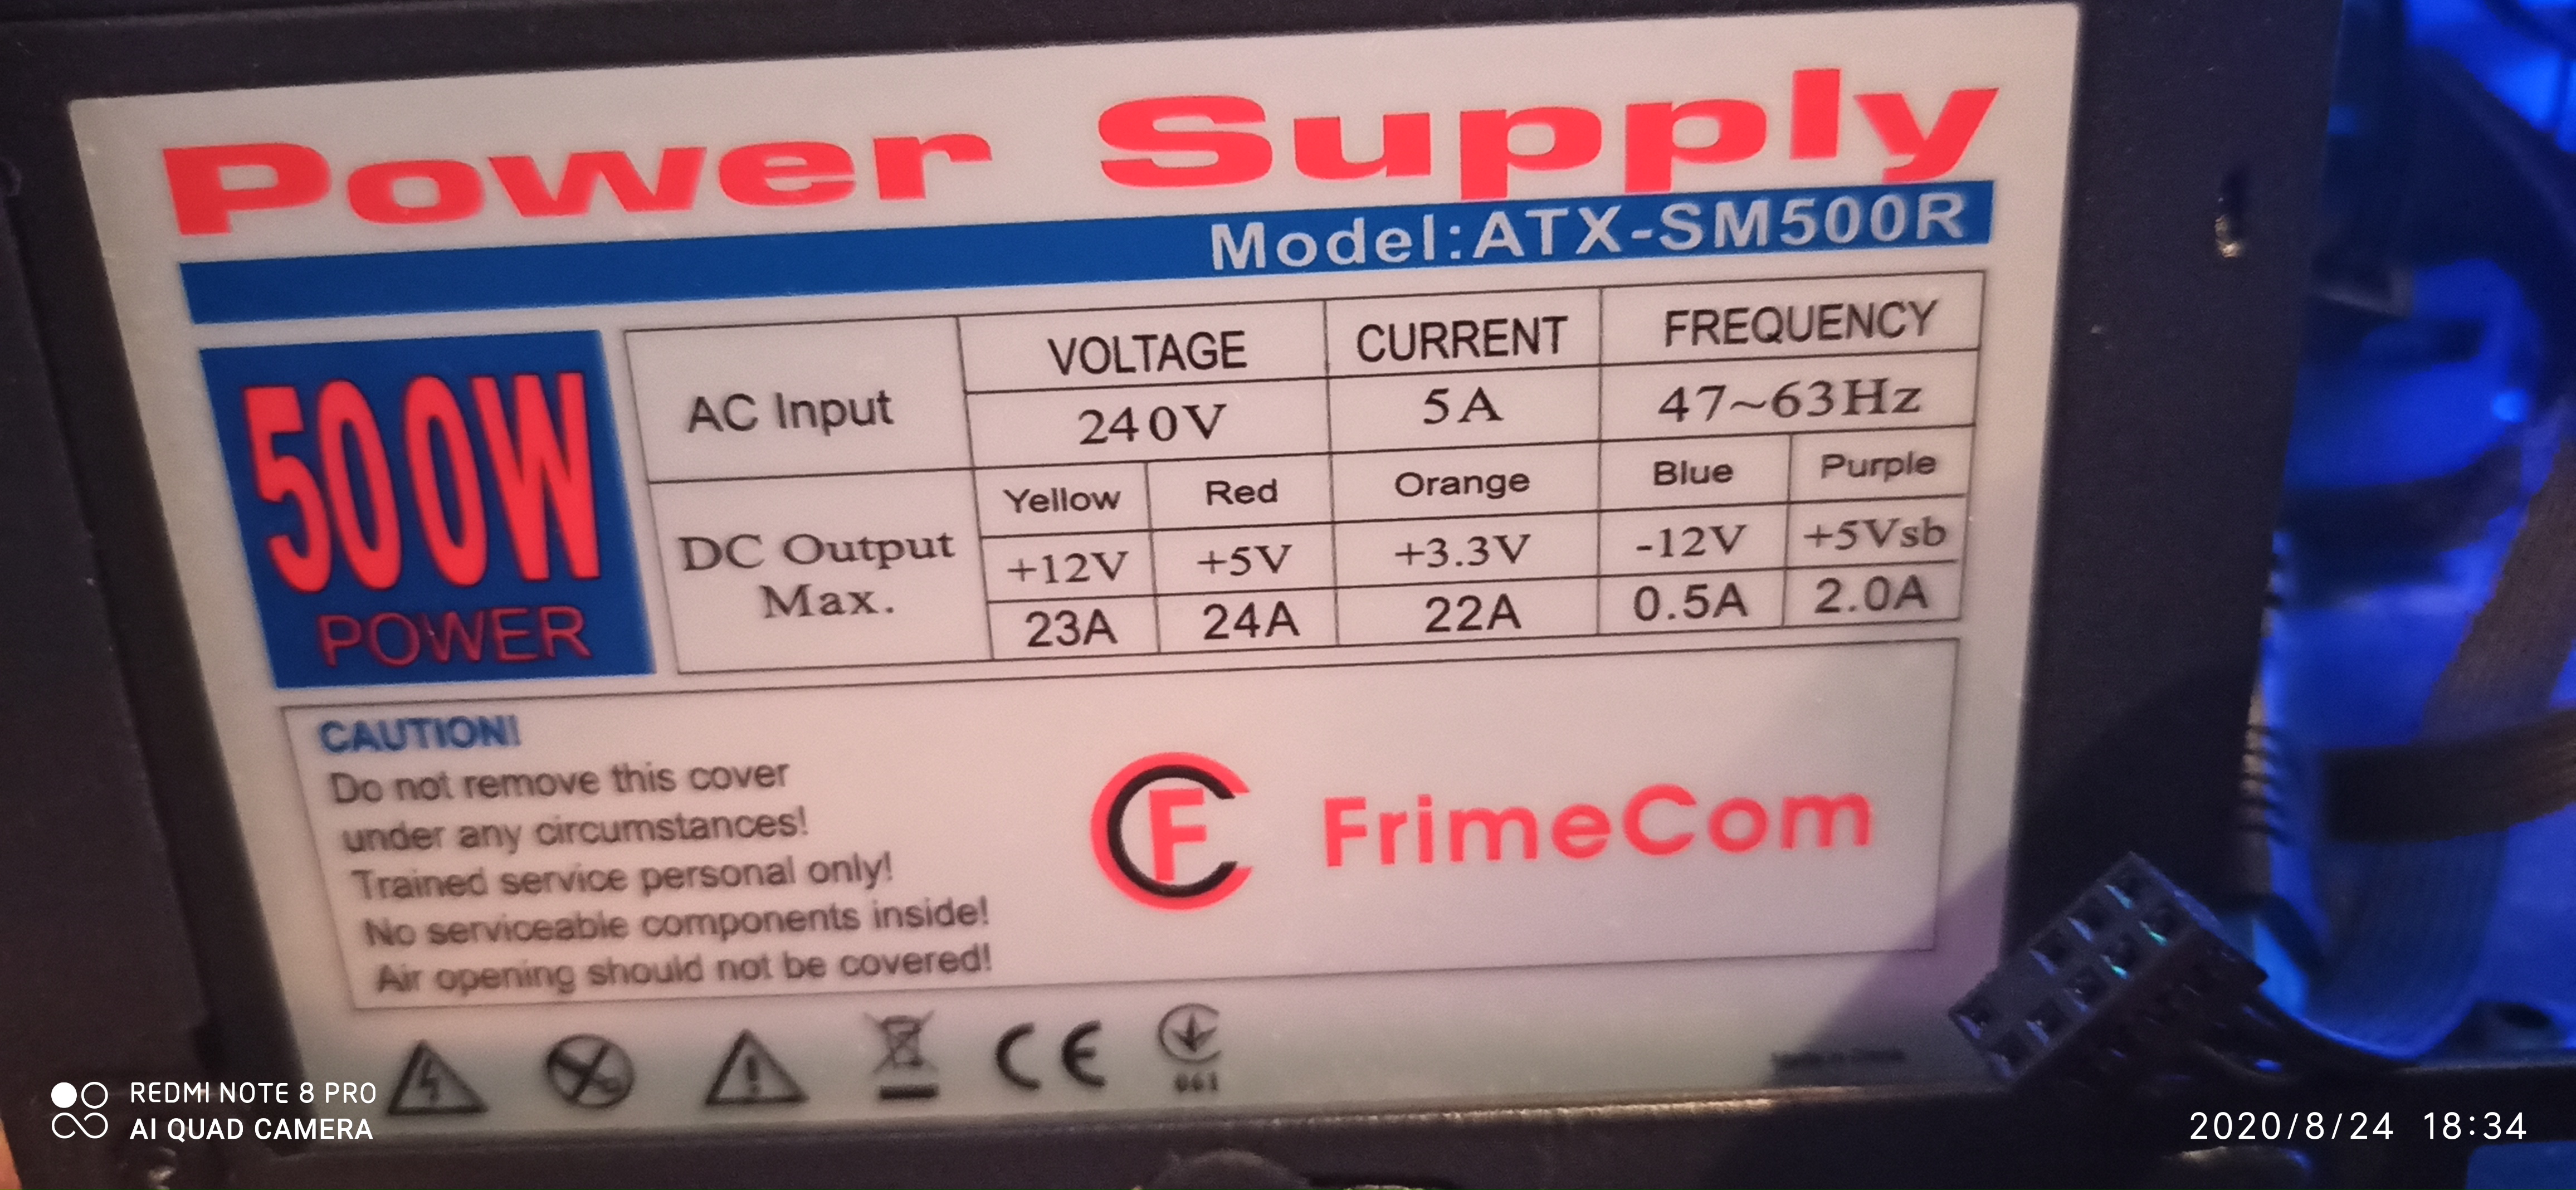 Power Supply
Model:ATX-SM500R
500W
POWER
AC Input
VOLTAGE CURRENT FREQUENCY
240V 5A 47~63Hz
DC Output
Max.
Yellow Red Orange Blue Purple
+12V +5V +3.3V -12V +5Vsb
23A 24A 22A 0.5A 2.0A
CAUTION!
Do not remove this cover
under any circumstances!
Trained service personal only!
No serviceable components inside!
Air opening should not be covered!
CF FrimeCom
CE
061
REDMI NOTE 8 PRO
AI QUAD CAMERA
2020/8/24 18:34